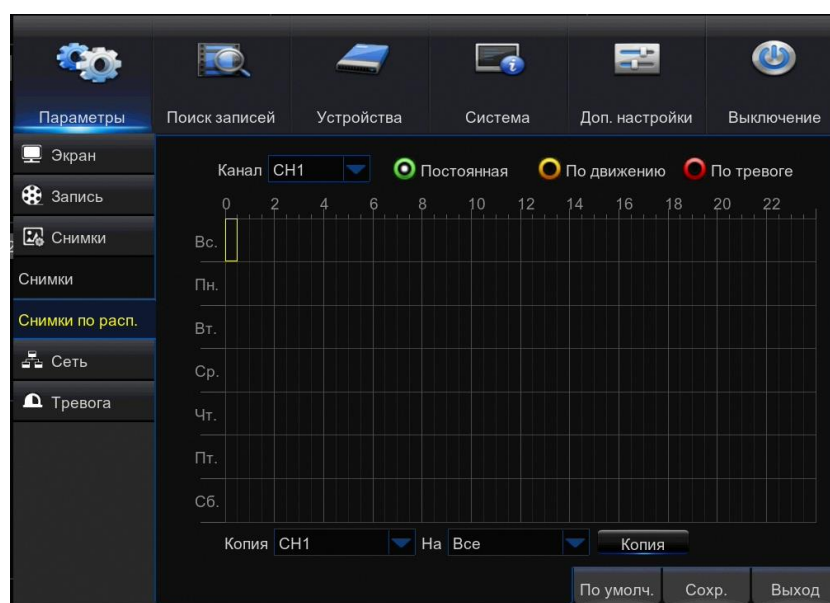 Параметры Поиск записей Устройства Система Доп. настройки Выключение
Экран
Запись
Снимки
Снимки
Снимки по расп.
Сеть
Тревога
Канал CH1 Постоянная По движению По тревоге
0 2 4 6 8 10 12 14 16 18 20 22
Вс.
Пн.
Вт.
Ср.
Чт.
Пт.
Сб.
Копия CH1 На Все Копия
По умолч. Сохр. Выход